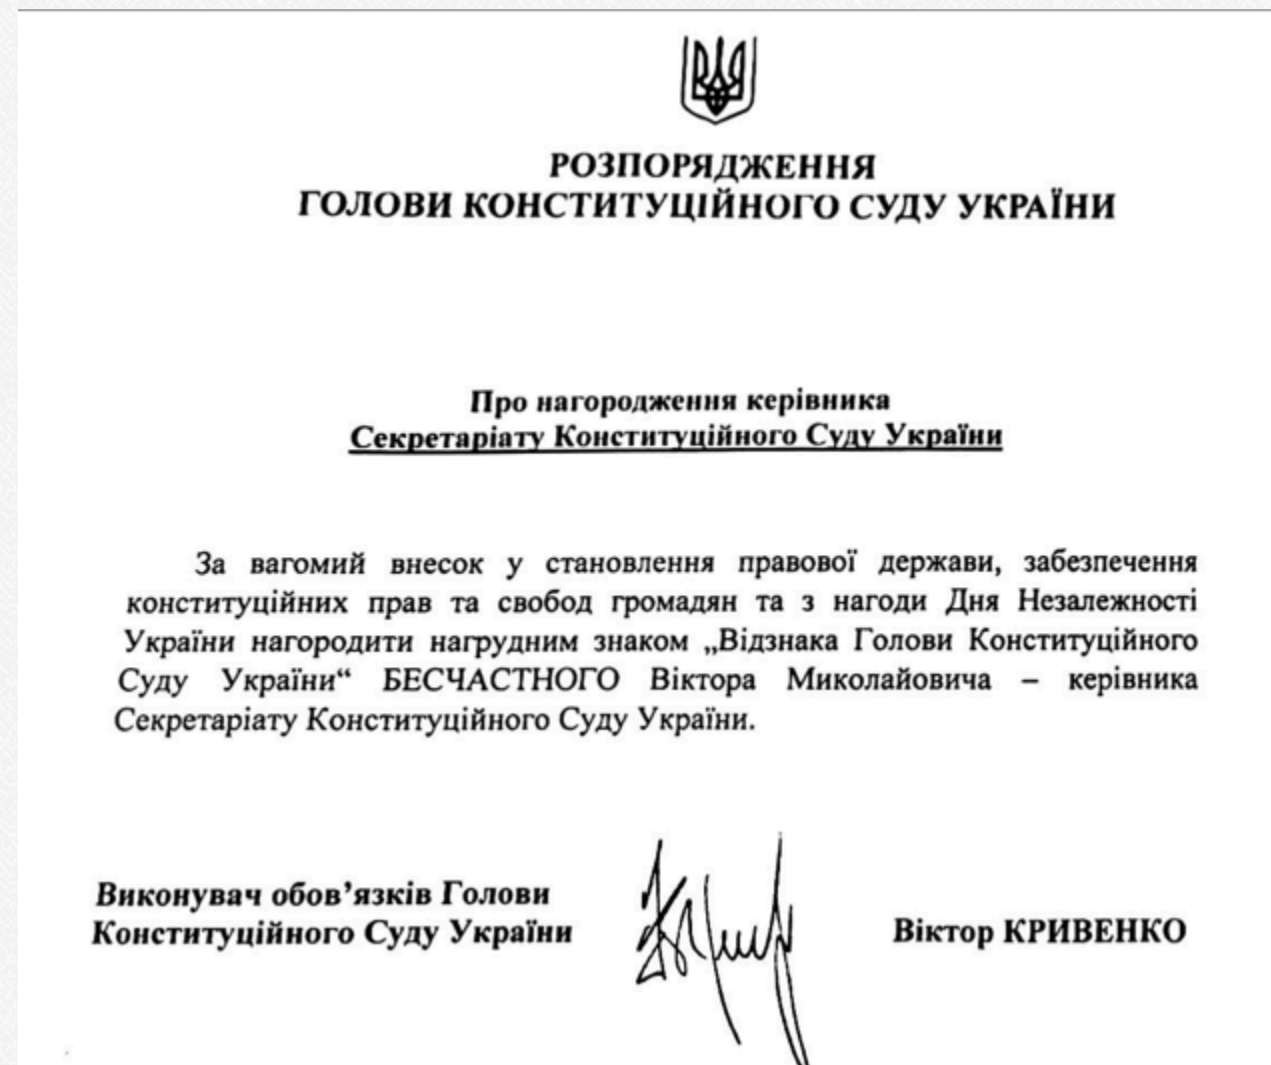 РОЗПОРЯДЖЕННЯ
ГОЛОВИ КОНСТИТУЦІЙНОГО СУДУ УКРАЇНИ
Про нагородження керівника
Секретаріату Конституційного Суду України
За вагомий внесок у становлення правової держави, забезпечення
конституційних прав та свобод громадян та з нагоди Дня Незалежності
України нагородити нагрудним знаком „Відзнака Голови Конституційного
Суду України“ БЕСЧАСТНОГО Віктора Миколайовича – керівника
Секретаріату Конституційного Суду України.
Виконувач обов’язків Голови
Конституційного Суду України
Віктор КРИВЕНКО